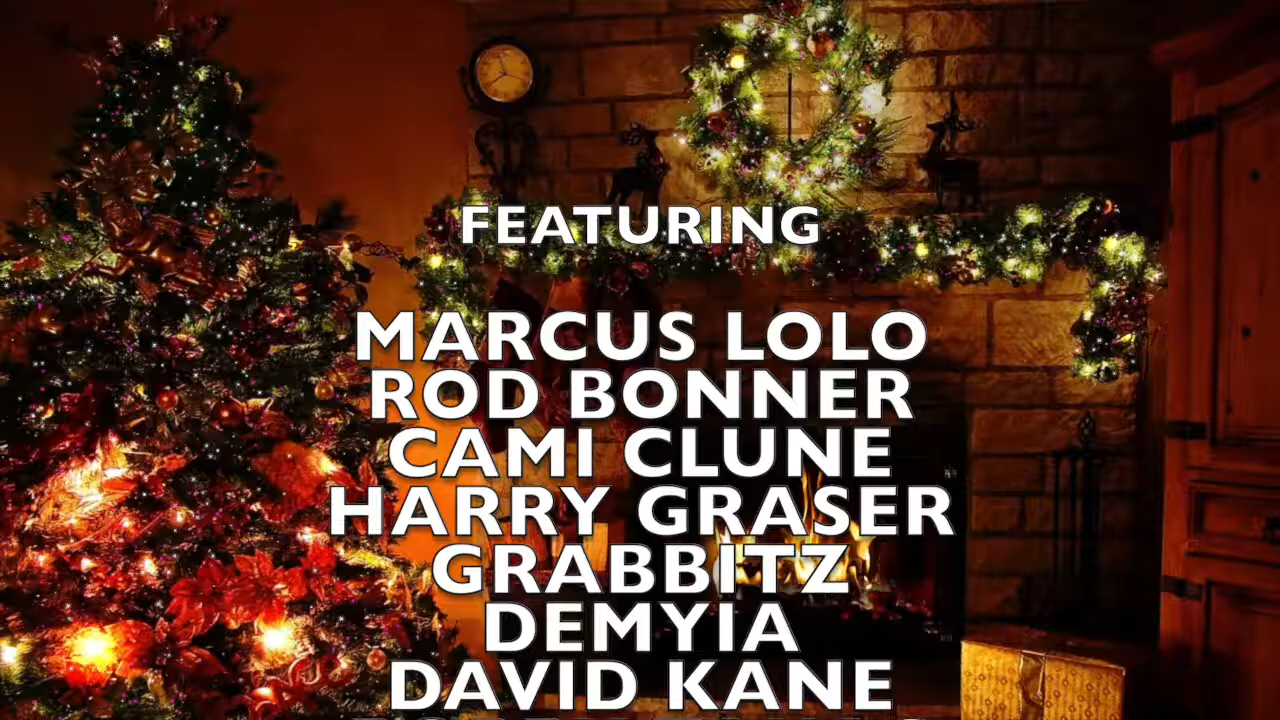 FEATURING
MARCUS LOLO
ROD BONNER
CAMI CLUNE
HARRY GRASER
GRABBITZ
DEMYIA
DAVID KANE